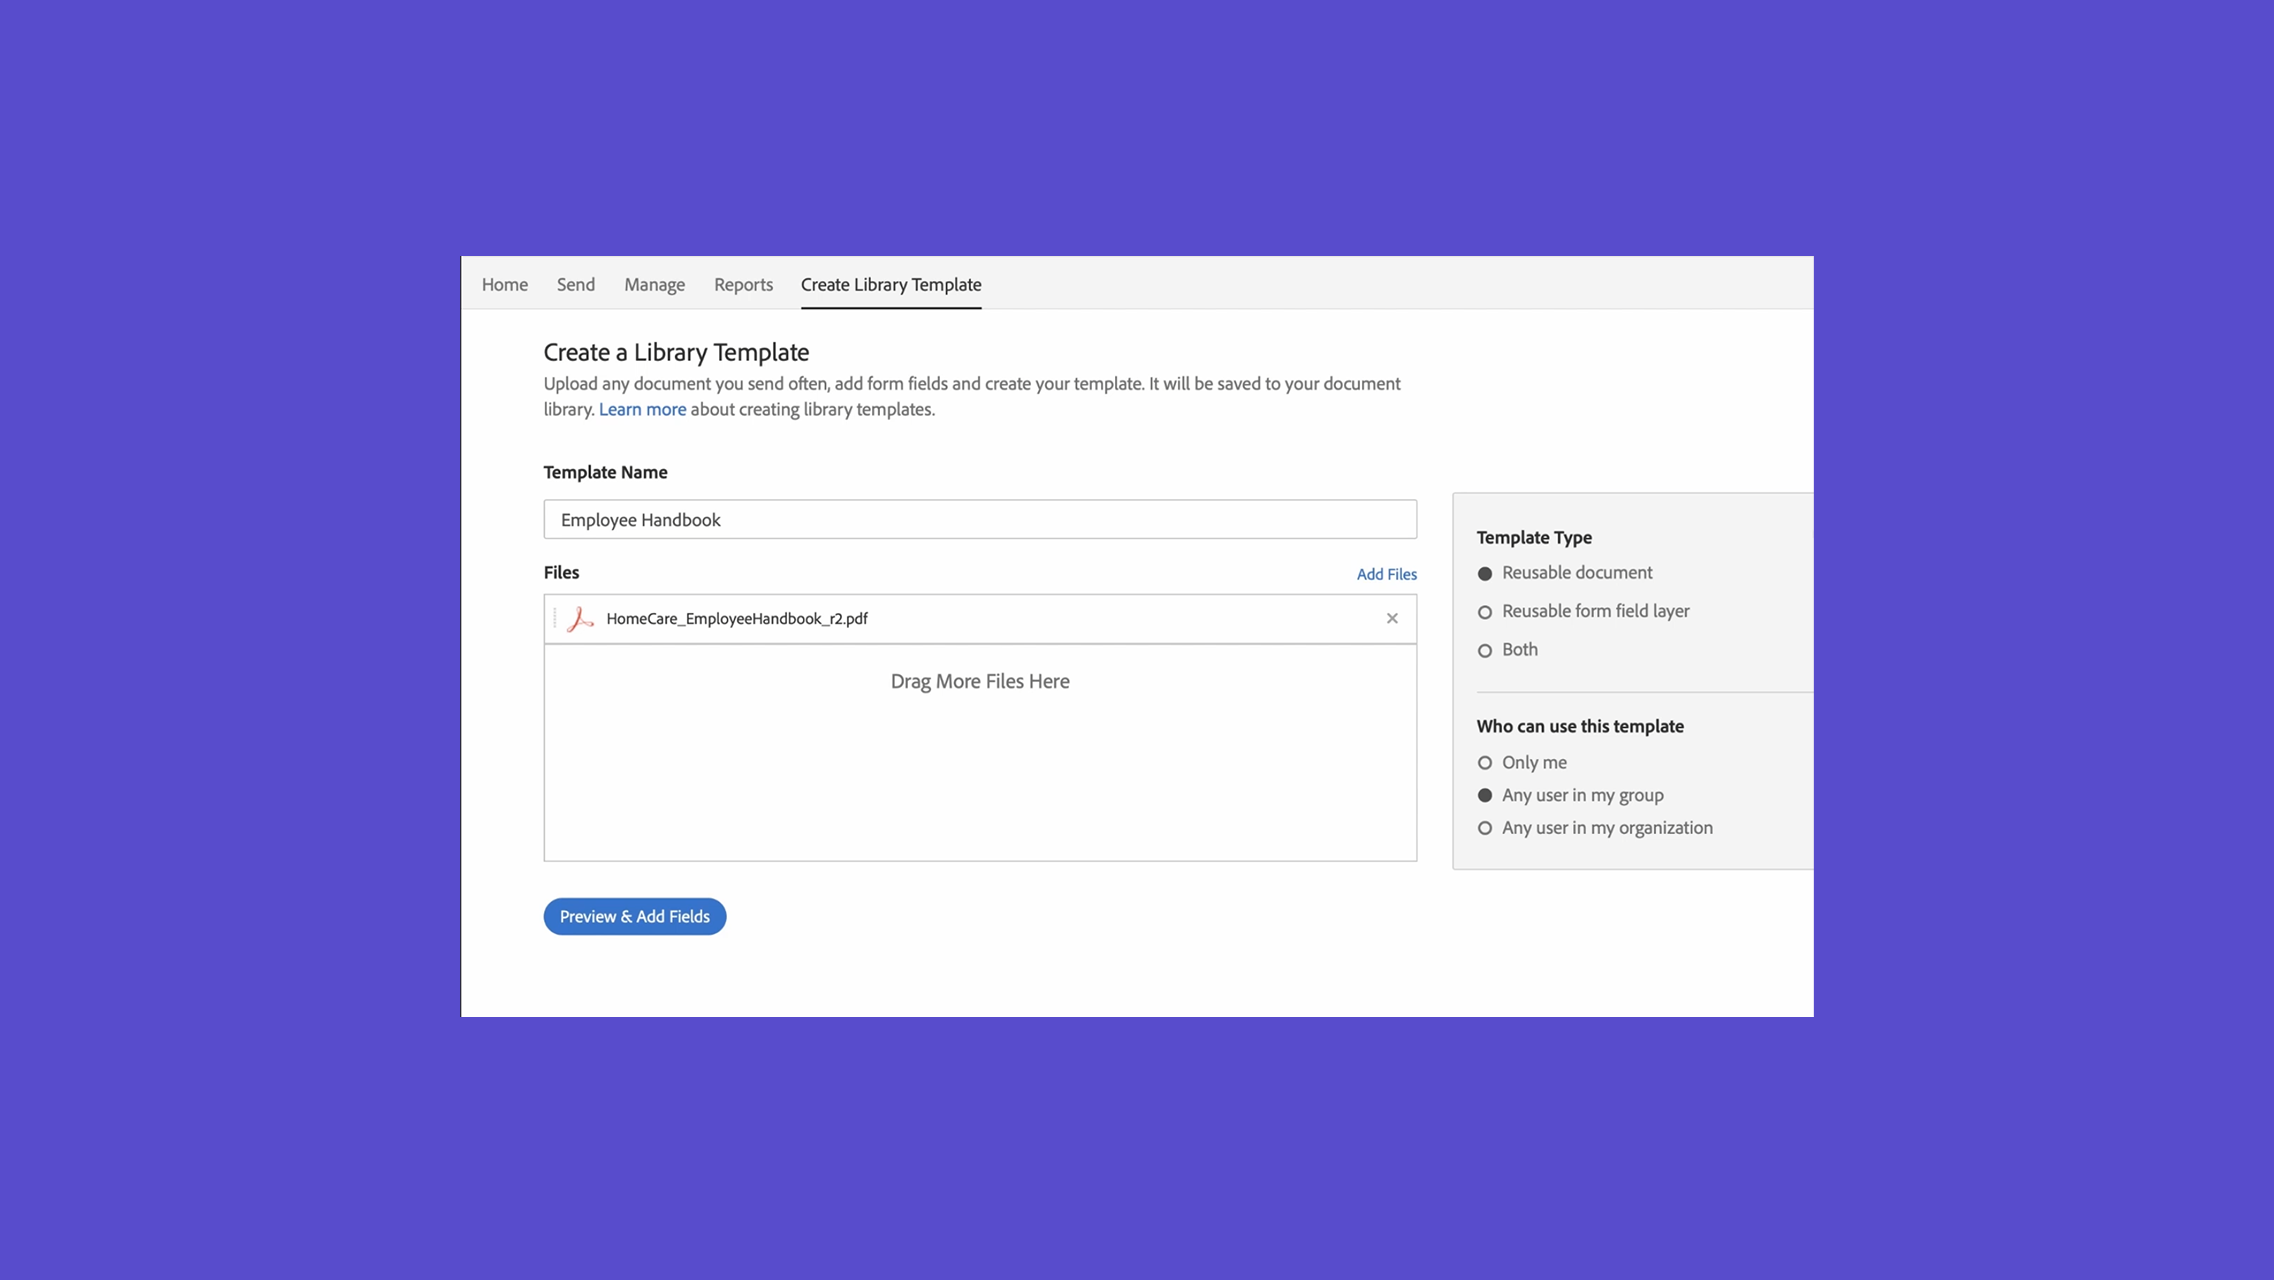 Home Send Manage Reports Create Library Template
Create a Library Template
Upload any document you send often, add form fields and create your template. It will be saved to your document
library. Learn more about creating library templates.
Template Name
Employee Handbook
Files Add Files
HomeCare_EmployeeHandbook_r2.pdf
Drag More Files Here
Preview & Add Fields
Template Type
Reusable document
Reusable form field layer
Both
Who can use this template
Only me
Any user in my group
Any user in my organization